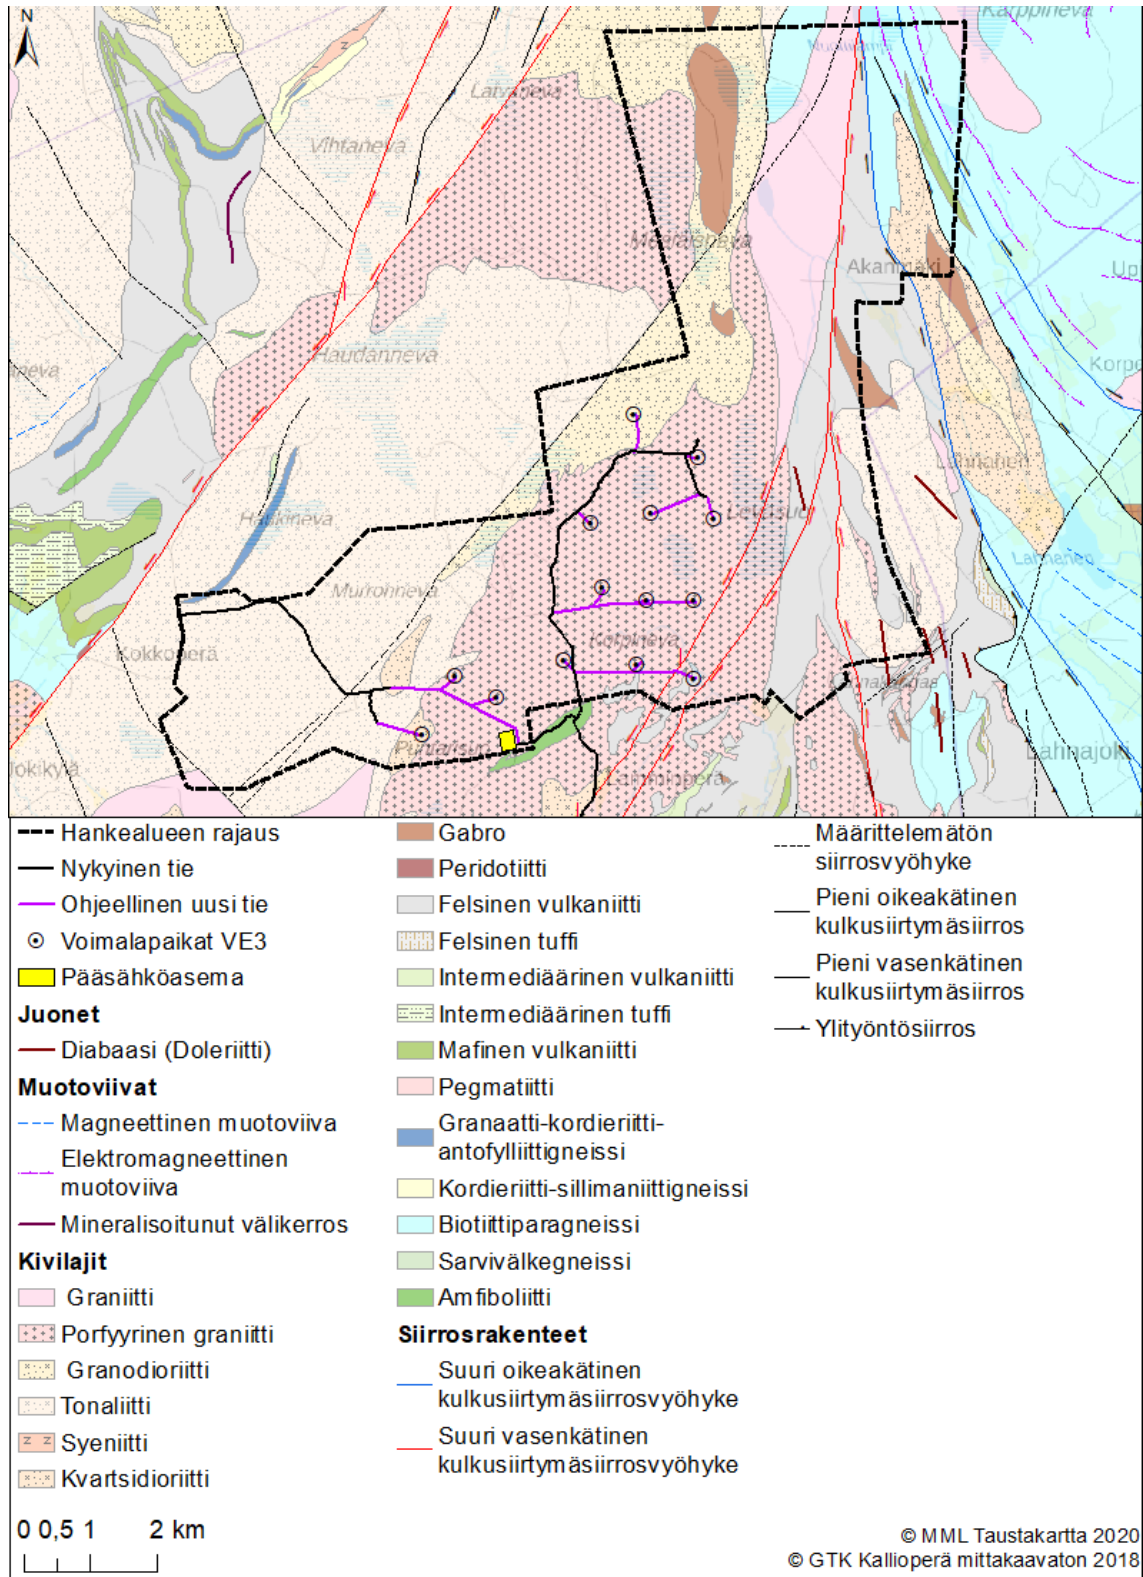 N
Karppineva
Laivaneva
Vihtaneva
Akanmäki
Haudanneva
Haukineva
Murronneva
Kokkoperä
Jokikylä
Lahnajoki
Hankealueen rajaus
Nykyinen tie
Ohjeellinen uusi tie
Voimalapaikat VE3
Pääsähköasema
Juonet
Diabaasi (Doleriitti)
Muotoviivat
Magneettinen muotoviiva
Elektromagneettinen
muotoviiva
Mineralisoitunut välikerros
Kivilajit
Graniitti
Porfyyrinen graniitti
Granodioriitti
Tonaliitti
Syeniitti
Kvartsidioriitti
Gabro
Peridotiitti
Felsinen vulkaniitti
Felsinen tuffi
Intermediäärinen vulkaniitti
Intermediäärinen tuffi
Mafinen vulkaniitti
Pegmatiitti
Granaatti-kordieriitti-
antofylliittigneissi
Kordieriitti-sillimaniittigneissi
Biotiittiparagneissi
Sarvivälkegneissi
Amfiboliitti
Siirrosrakenteet
Suuri oikeakätinen
kulkusiirtymäsiirrosvyöhyke
Suuri vasenkätinen
kulkusiirtymäsiirrosvyöhyke
Määrittelemätön
siirrosvyöhyke
Pieni oikeakätinen
kulkusiirtymäsiirros
Pieni vasenkätinen
kulkusiirtymäsiirros
Ylityöntösiirros
0 0,5 1 2 km
© MML Taustakartta 2020
© GTK Kallioperä mittakaavaton 2018